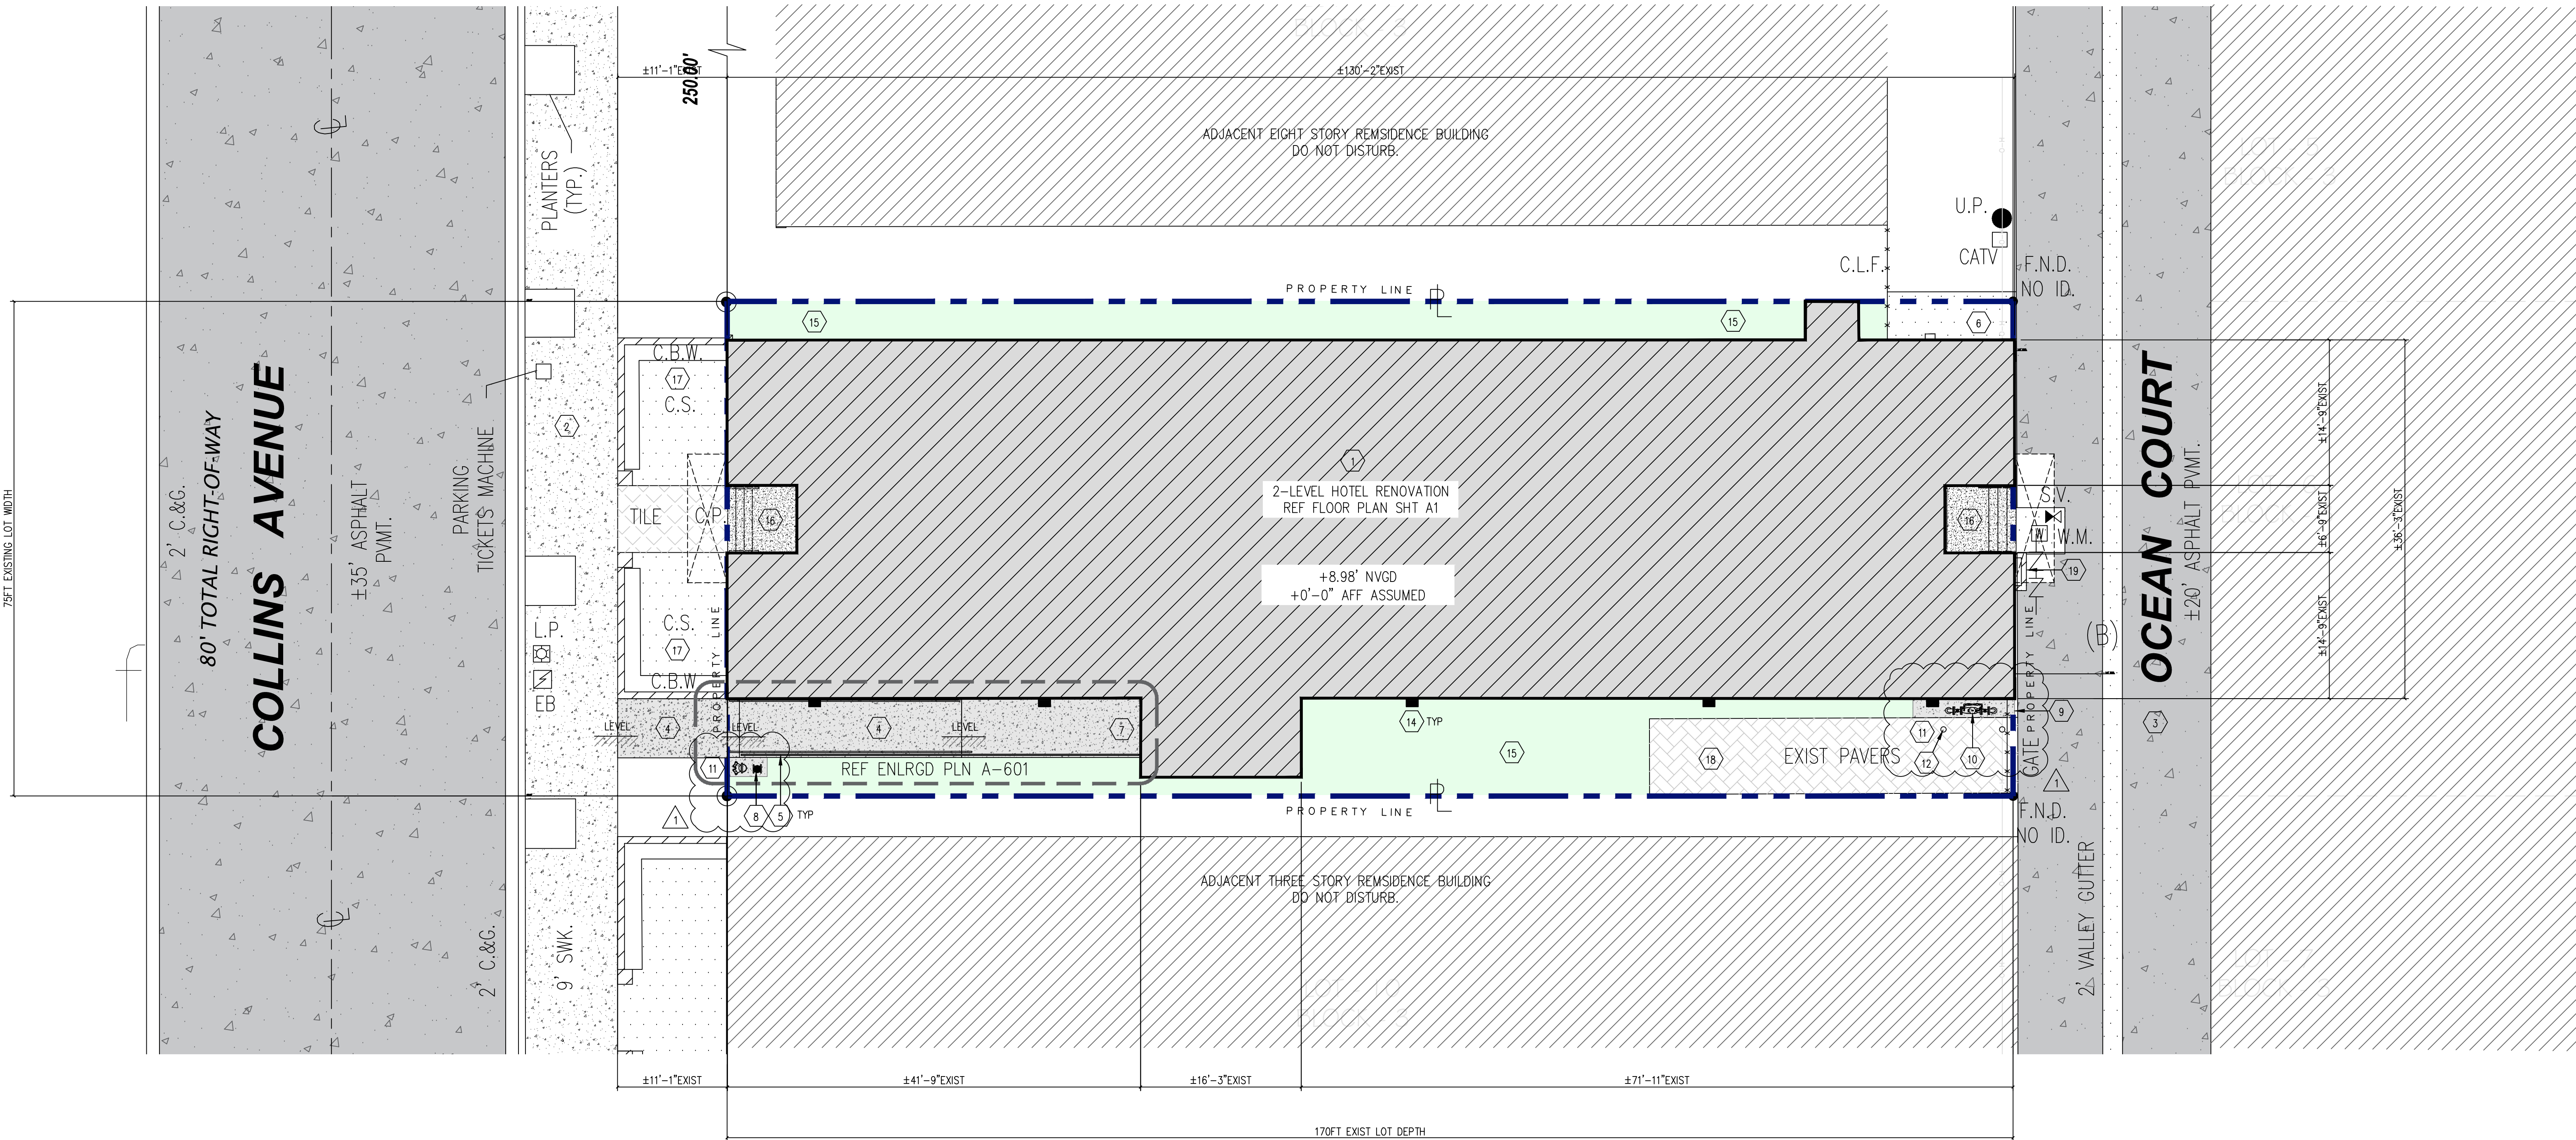 BLOCK - 3
±11'-1"EXIST
250.00'
±130'-2"EXIST
ADJACENT EIGHT STORY REMSIDENCE BUILDING
DO NOT DISTURB.
PLANTERS
(TYP.)
BLOCK - 3
U.P.
CATV
C.L.F.
F.N.D.
NO ID.
PROPERTY LINE
15
15
6
C.B.W.
17
C.S.
2
PARKING
TICKETS MACHINE
2' C.&G.
80' TOTAL RIGHT-OF-WAY
COLLINS AVENUE
±35' ASPHALT
PVMT.
75FT EXISTING LOT WIDTH
1
2-LEVEL HOTEL RENOVATION
REF FLOOR PLAN SHT A1
+8.98' NVGD
+0'-0" AFF ASSUMED
TILE
C.P.
16
16
S.V.
W
W.M.
19
OCEAN COURT
±20' ASPHALT PVMT.
±14'-9"EXIST
±6'-9"EXIST
±14'-9"EXIST
±36'-3"EXIST
C.S.
17
C.B.W
L.P.
EB
PROPERTY LINE
PROPERTY LINE
(B)
LEVEL
4
LEVEL
4
LEVEL
7
14 TYP
15
18
EXIST PAVERS
11
12
10
9
3
GATE
1
11
REF ENLRGD PLN A-601
8
5 TYP
1
PROPERTY LINE
F.N.D.
NO ID.
2' VALLEY GUTTER
ADJACENT THREE STORY REMSIDENCE BUILDING
DO NOT DISTURB.
2' C.&G.
9' SWK.
BLOCK - 3
BLOCK - 3
±11'-1"EXIST
±41'-9"EXIST
±16'-3"EXIST
±71'-11"EXIST
170FT EXIST LOT DEPTH